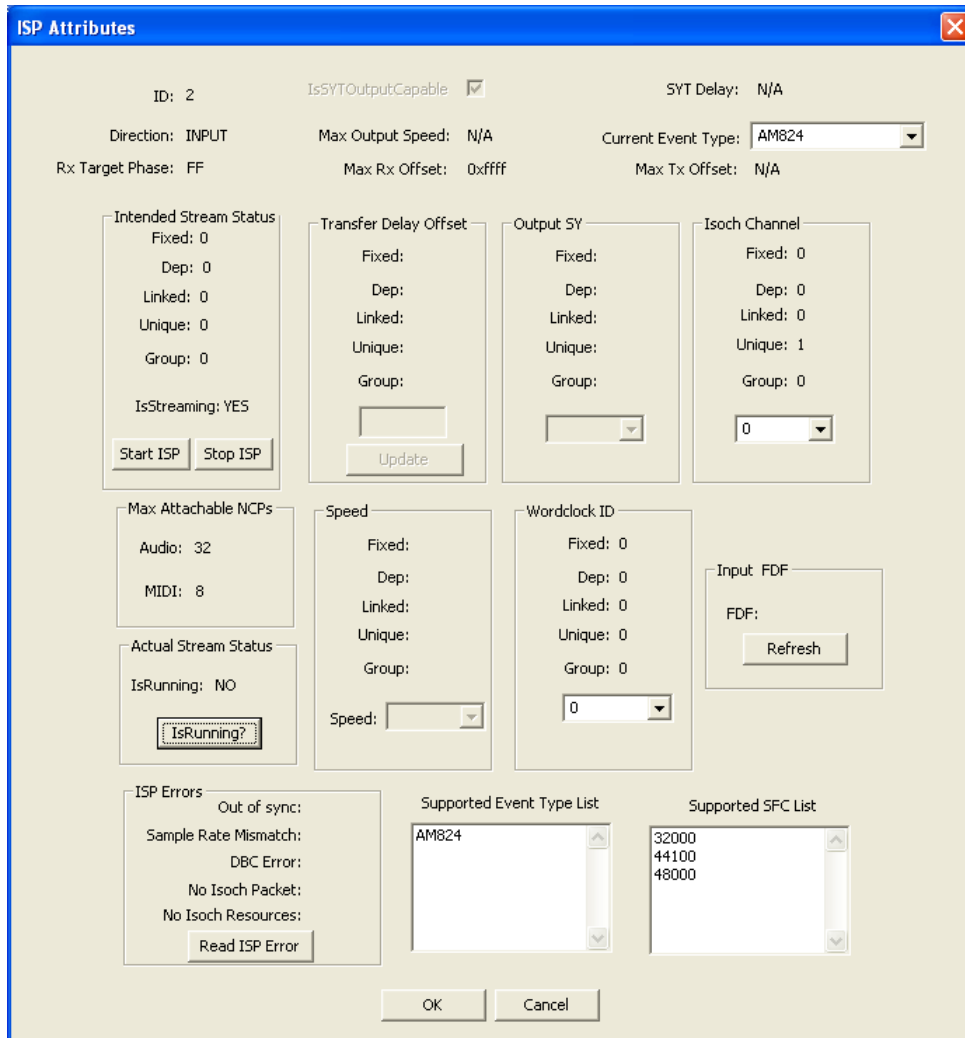 ISP Attributes
ID: 2
IsSYTOutputCapable
SYT Delay: N/A
Direction: INPUT
Max Output Speed: N/A
Current Event Type: AM824
Rx Target Phase: FF
Max Rx Offset: 0xffff
Max Tx Offset: N/A
Intended Stream Status
Fixed: 0
Dep: 0
Linked: 0
Unique: 0
Group: 0
IsStreaming: YES
Start ISP
Stop ISP
Transfer Delay Offset
Fixed:
Dep:
Linked:
Unique:
Group:
Update
Output SY
Fixed:
Dep:
Linked:
Unique:
Group:
Isoch Channel
Fixed: 0
Dep: 0
Linked: 0
Unique: 1
Group: 0
0
Max Attachable NCPs
Audio: 32
MIDI: 8
Actual Stream Status
IsRunning: NO
IsRunning?
Speed
Fixed:
Dep:
Linked:
Unique:
Group:
Speed:
Wordclock ID
Fixed: 0
Dep: 0
Linked: 0
Unique: 0
Group: 0
0
Input FDF
FDF:
Refresh
ISP Errors
Out of sync:
Sample Rate Mismatch:
DBC Error:
No Isoch Packet:
No Isoch Resources:
Read ISP Error
Supported Event Type List
AM824
Supported SFC List
32000
44100
48000
OK
Cancel